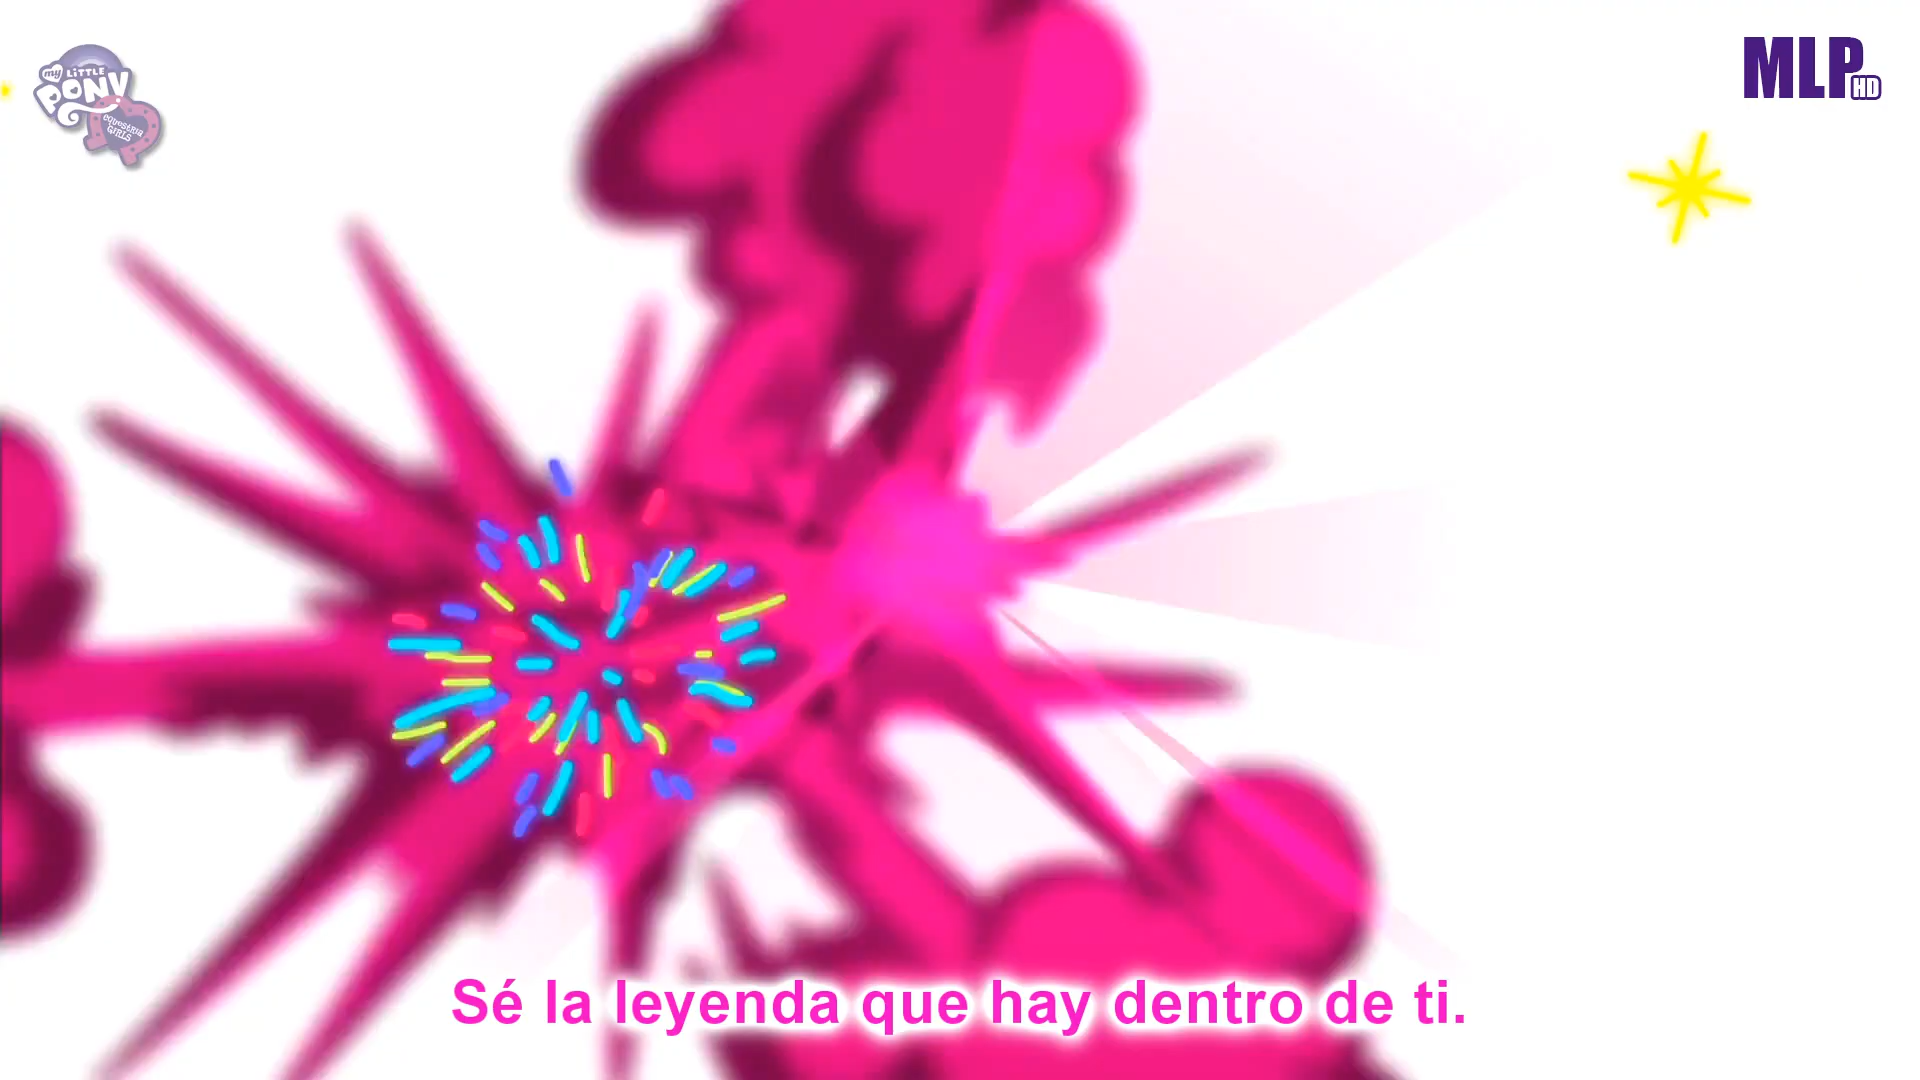 my LiTTLE
PONY
equestria
GiRLS
MLP
HD
Sé la leyenda que hay dentro de ti.